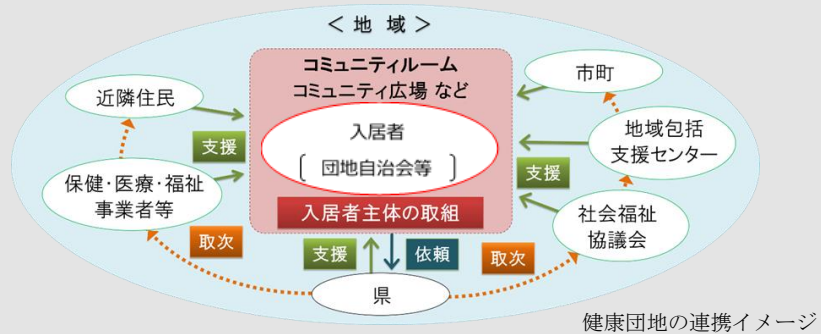 ＜ 地 域 ＞
コミュニティルーム
コミュニティ広場 など
入居者
〔 団地自治会等 〕
入居者主体の取組
近隣住民
支援
保健・医療・福祉
事業者等
取次
市町
地域包括
支援センター
支援
社会福祉
協議会
取次
支援
依頼
県
健康団地の連携イメージ